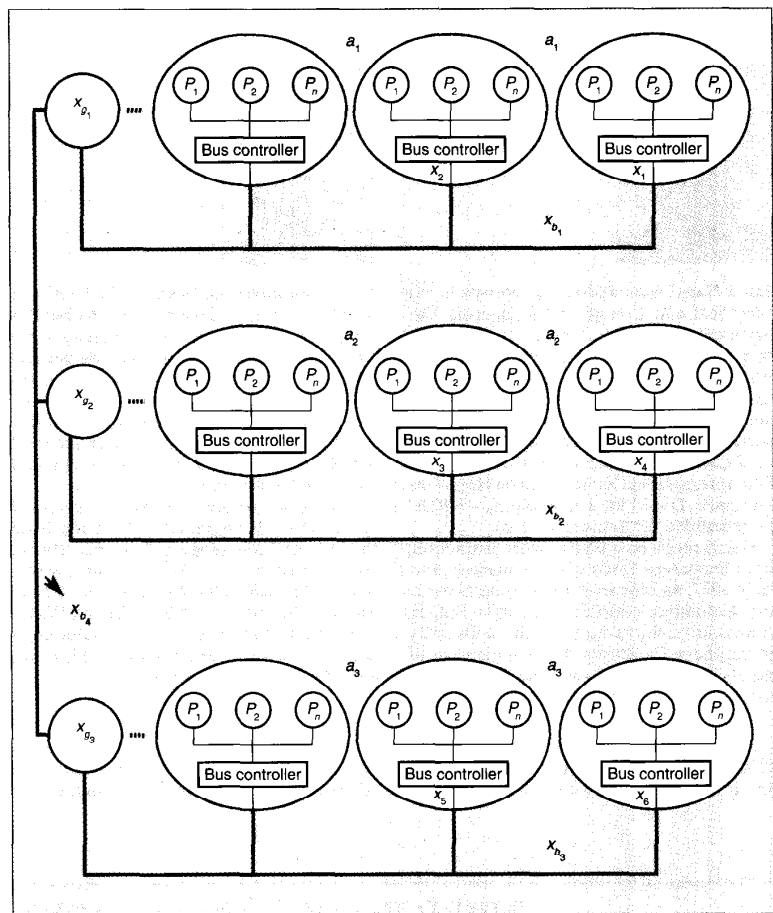 a₁ a₁
x_g₁ P₁ P₂ Pₙ P₁ P₂ Pₙ P₁ P₂ Pₙ
Bus controller Bus controller Bus controller
x₂ x₁
x_b₁
a₂ a₂
x_g₂ P₁ P₂ Pₙ P₁ P₂ Pₙ P₁ P₂ Pₙ
Bus controller Bus controller Bus controller
x₃ x₄
x_b₂
x_b₄
a₃ a₃
x_g₃ P₁ P₂ Pₙ P₁ P₂ Pₙ P₁ P₂ Pₙ
Bus controller Bus controller Bus controller
x₅ x₆
x_b₃